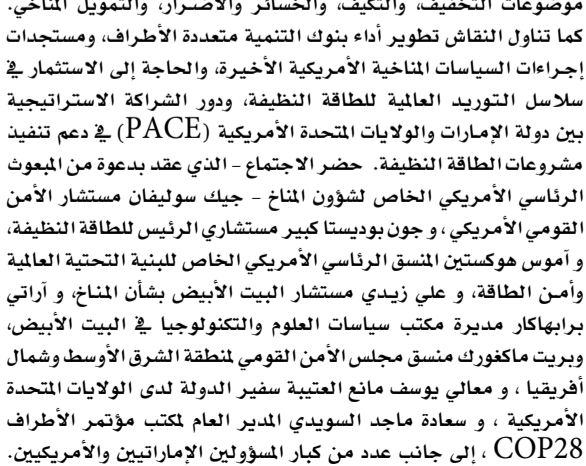 موضوعات التخفيف، والتكيف، والخسائر والأضرار، والتمويل المناخي.
كما تناول النقاش تطوير أداء بنوك التنمية متعددة الأطراف، ومستجدات
إجراءات السياسات المناخية الأمريكية الأخيرة، والحاجة إلى الاستثمار في
سلاسل التوريد العالمية للطاقة النظيفة، ودور الشراكة الاستراتيجية
بين دولة الإمارات والولايات المتحدة الأمريكية (PACE) في دعم تنفيذ
مشروعات الطاقة النظيفة. حضر الاجتماع – الذي عقد بدعوة من المبعوث
الرئاسي الأمريكي الخاص لشؤون المناخ – جيك سوليفان مستشار الأمن
القومي الأمريكي ، و جون بوديستا كبير مستشاري الرئيس للطاقة النظيفة،
و آموس هوكستين المنسق الرئاسي الأمريكي الخاص للبنية التحتية العالمية
وأمن الطاقة، و علي زيدي مستشار البيت الأبيض بشأن المناخ، و آراتي
برابهاكار مديرة مكتب سياسات العلوم والتكنولوجيا في البيت الأبيض،
وبريت ماكغورك منسق مجلس الأمن القومي لمنطقة الشرق الأوسط وشمال
أفريقيا ، و معالي يوسف مانع العتيبة سفير الدولة لدى الولايات المتحدة
الأمريكية ، و سعادة ماجد السويدي المدير العام لمكتب مؤتمر الأطراف
COP28 ، إلى جانب عدد من كبار المسؤولين الإماراتيين والأمريكيين.